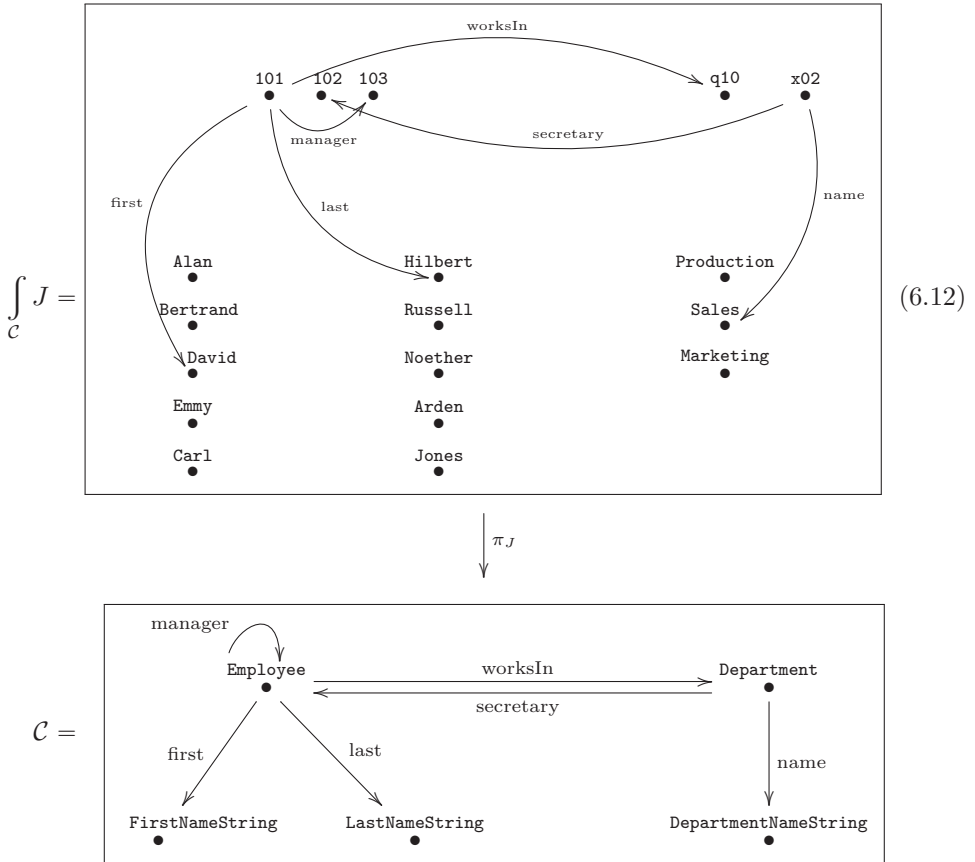 worksIn
101 102 103 q10 x02
secretary
manager
first
last
name
Alan Hilbert Production
∫_C J = Bertrand Russell Sales (6.12)
David Noether Marketing
Emmy Arden
Carl Jones
π_J
manager
Employee worksIn Department
secretary
C =
first last name
FirstNameString LastNameString DepartmentNameString